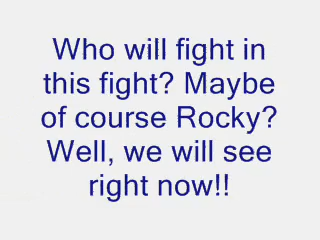 Who will fight in
this fight? Maybe
of course Rocky?
Well, we will see
right now!!